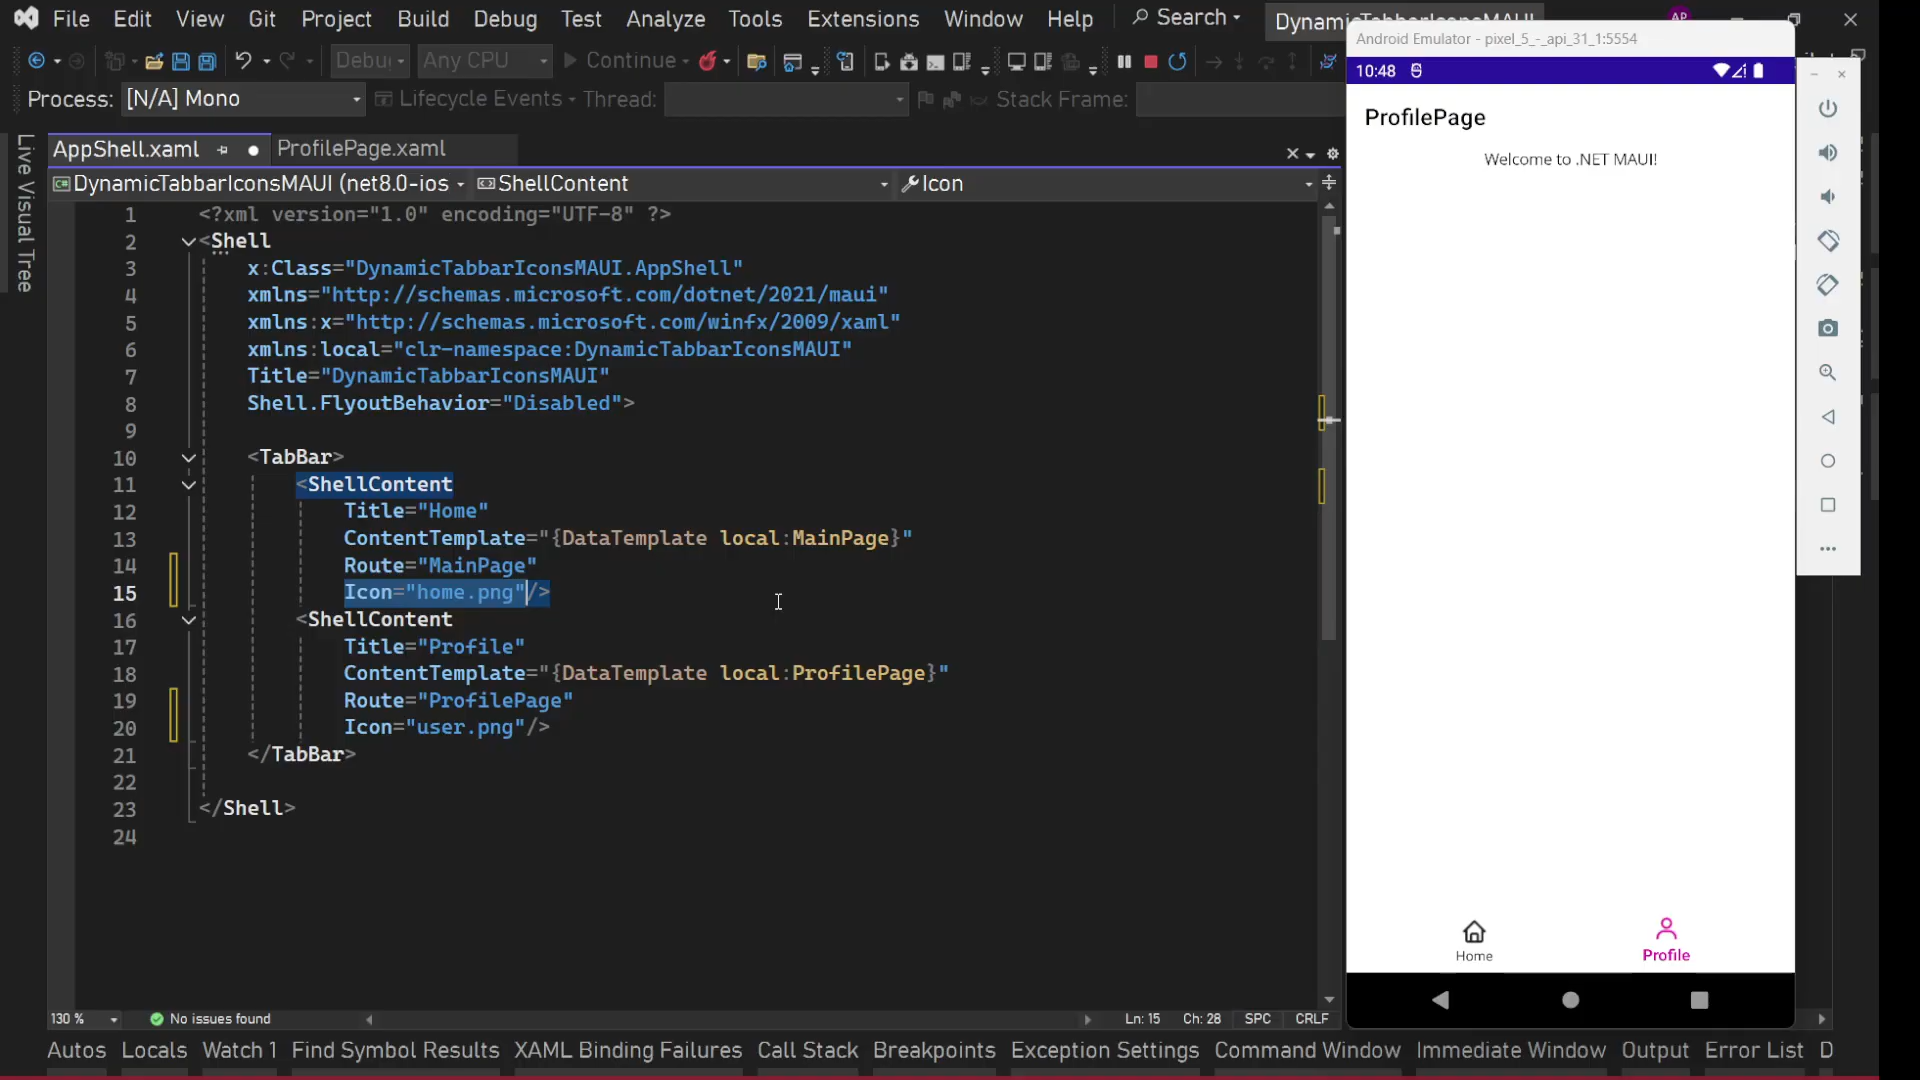 File Edit View Git Project Build Debug Test Analyze Tools Extensions Window Help Search
AP
Debug Any CPU Continue
Process: [N/A] Mono Lifecycle Events Thread: Stack Frame:
Live Visual Tree
AppShell.xaml ProfilePage.xaml
DynamicTabbarIconsMAUI (net8.0-ios ShellContent Icon
1 <?xml version="1.0" encoding="UTF-8" ?>
2 <Shell
3 x:Class="DynamicTabbarIconsMAUI.AppShell"
4 xmlns="http://schemas.microsoft.com/dotnet/2021/maui"
5 xmlns:x="http://schemas.microsoft.com/winfx/2009/xaml"
6 xmlns:local="clr-namespace:DynamicTabbarIconsMAUI"
7 Title="DynamicTabbarIconsMAUI"
8 Shell.FlyoutBehavior="Disabled">
9
10 <TabBar>
11 <ShellContent
12 Title="Home"
13 ContentTemplate="{DataTemplate local:MainPage}"
14 Route="MainPage"
15 Icon="home.png"/>
16 <ShellContent
17 Title="Profile"
18 ContentTemplate="{DataTemplate local:ProfilePage}"
19 Route="ProfilePage"
20 Icon="user.png"/>
21 </TabBar>
22
23 </Shell>
24
130 % No issues found Ln: 15 Ch: 28 SPC CRLF
Autos Locals Watch 1 Find Symbol Results XAML Binding Failures Call Stack Breakpoints Exception Settings Command Window Immediate Window Output Error List D
Android Emulator - pixel_5_-_api_31_1:5554
10:48
ProfilePage
Welcome to .NET MAUI!
Home Profile